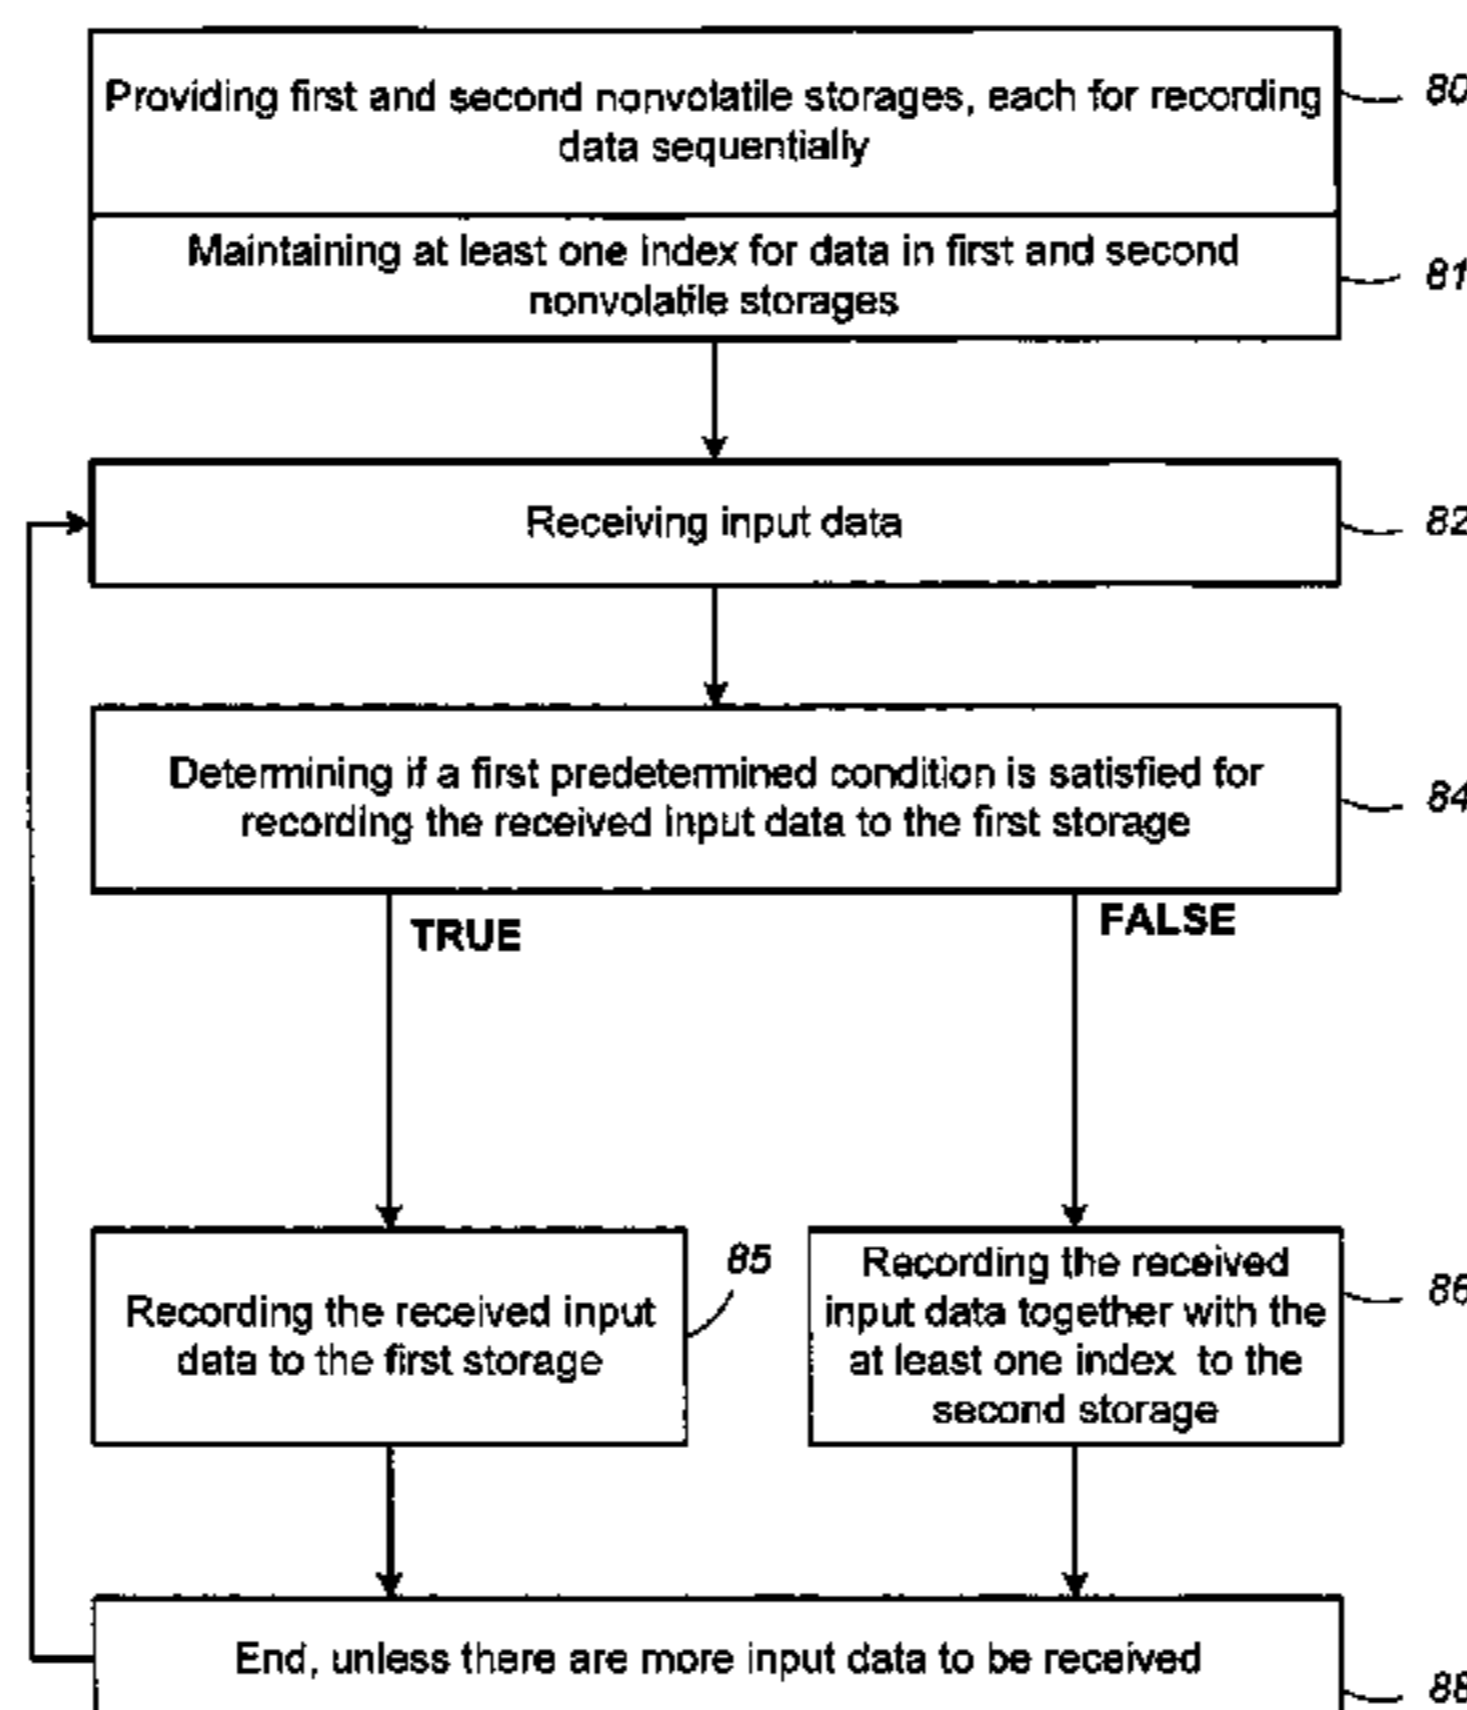 Providing first and second nonvolatile storages, each for recording
data sequentially
80
Maintaining at least one index for data in first and second
nonvolatile storages
81
Receiving input data
82
Determining if a first predetermined condition is satisfied for
recording the received input data to the first storage
84
TRUE
FALSE
Recording the received input
data to the first storage
85
Recording the received
input data together with the
at least one index to the
second storage
86
End, unless there are more input data to be received
88